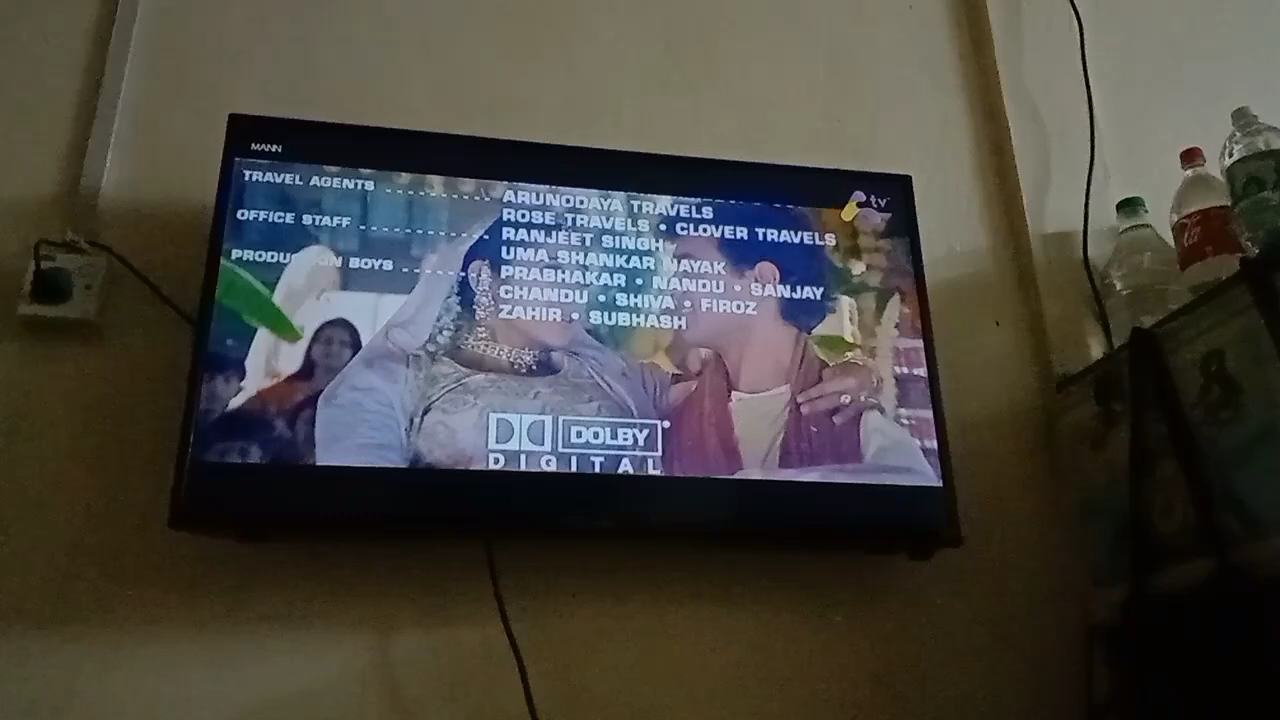 MANN
TRAVEL AGENTS ---------- ARUNODAYA TRAVELS
ROSE TRAVELS • CLOVER TRAVELS
OFFICE STAFF ---------- RANJEET SINGH
UMA SHANKAR NAYAK
PRODUCTION BOYS -------- PRABHAKAR • NANDU • SANJAY
CHANDU • SHIVA • FIROZ
ZAHIR • SUBHASH
tv
DOLBY
DIGITAL